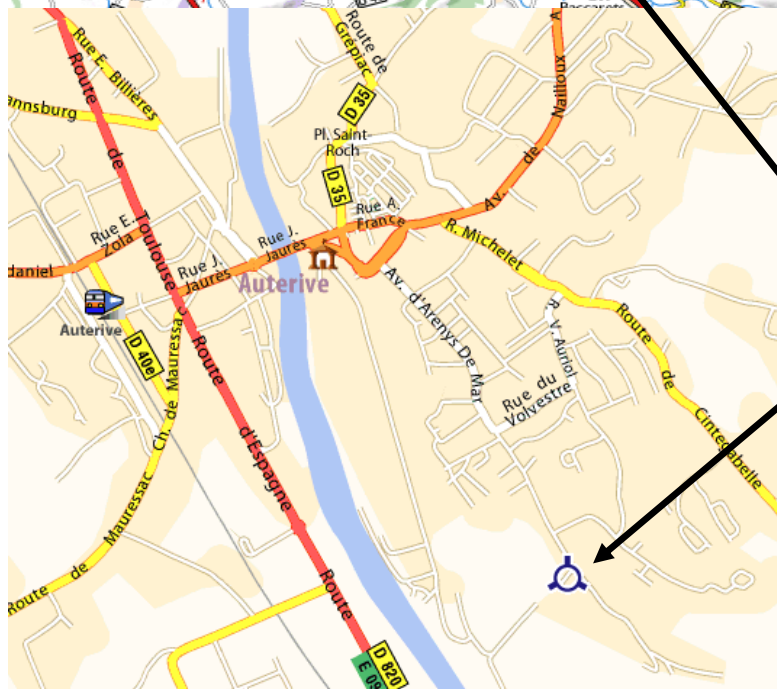 Route de Toulouse
Rue E. Billières
annsburg
Route de
Grépiac
D 35
Pl. Saint-
Roch
D 35
Av. de Nailloux
A
Rue A.
France
R. Michelet
Rue E.
Zola
Rue J.
Jaurès
Rue J.
Jaurès
daniel
Auterive
Auterive
D 40e
Ch. de Mauressac
Route d'Espagne
Av. d'Arenys De Mar
R. V. Auriol
Rue du
Volvestre
Route de Cintegabelle
Route de Mauressac
Route
D 820
E 09